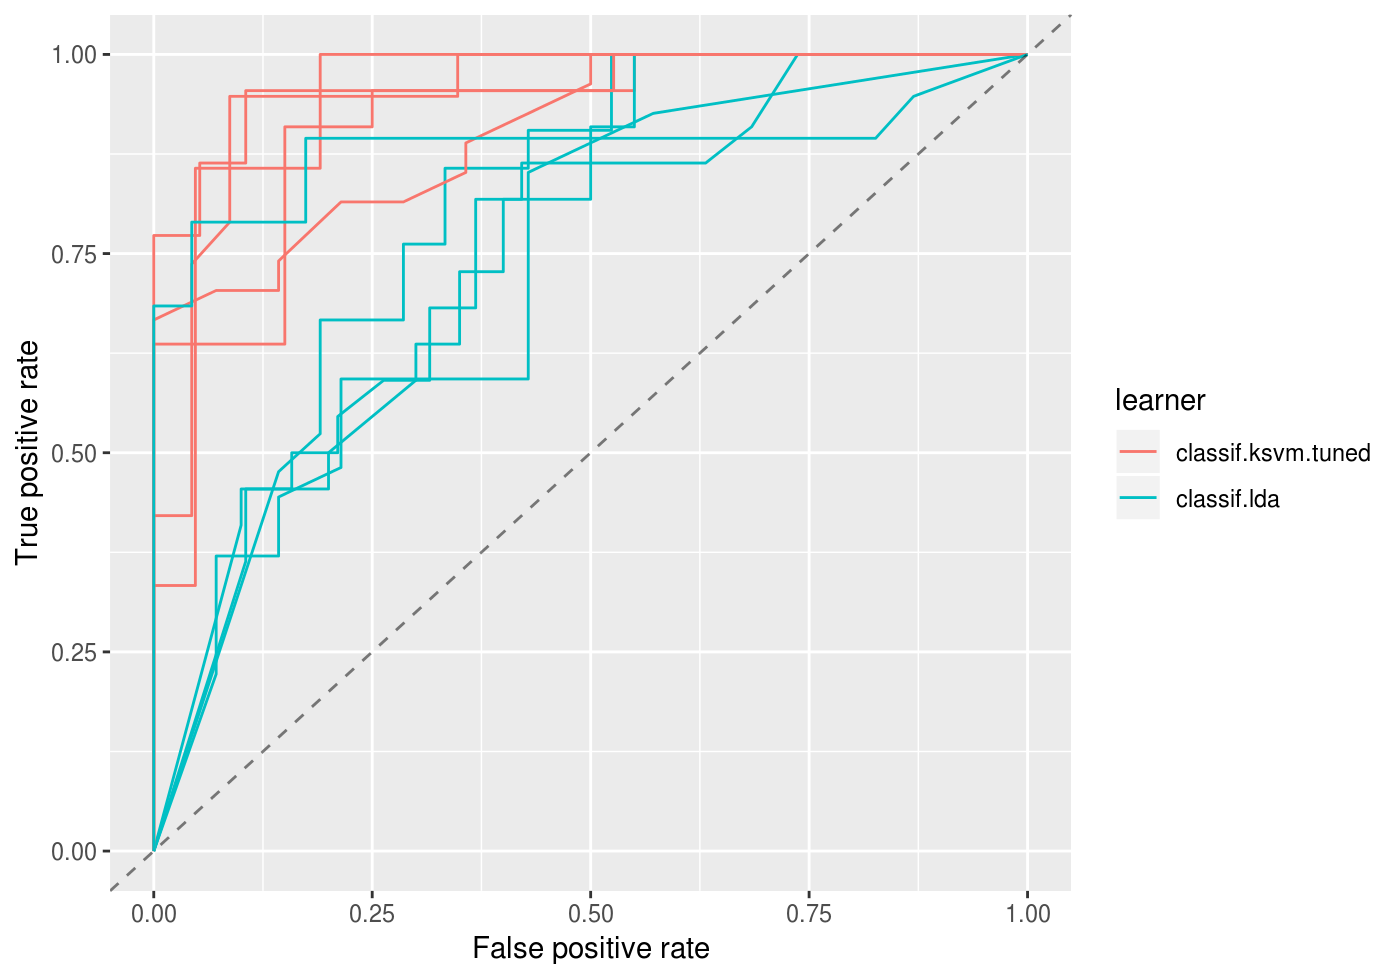 1.00
0.75
0.50
0.25
0.00
True positive rate
0.00 0.25 0.50 0.75 1.00
False positive rate
learner
classif.ksvm.tuned
classif.lda